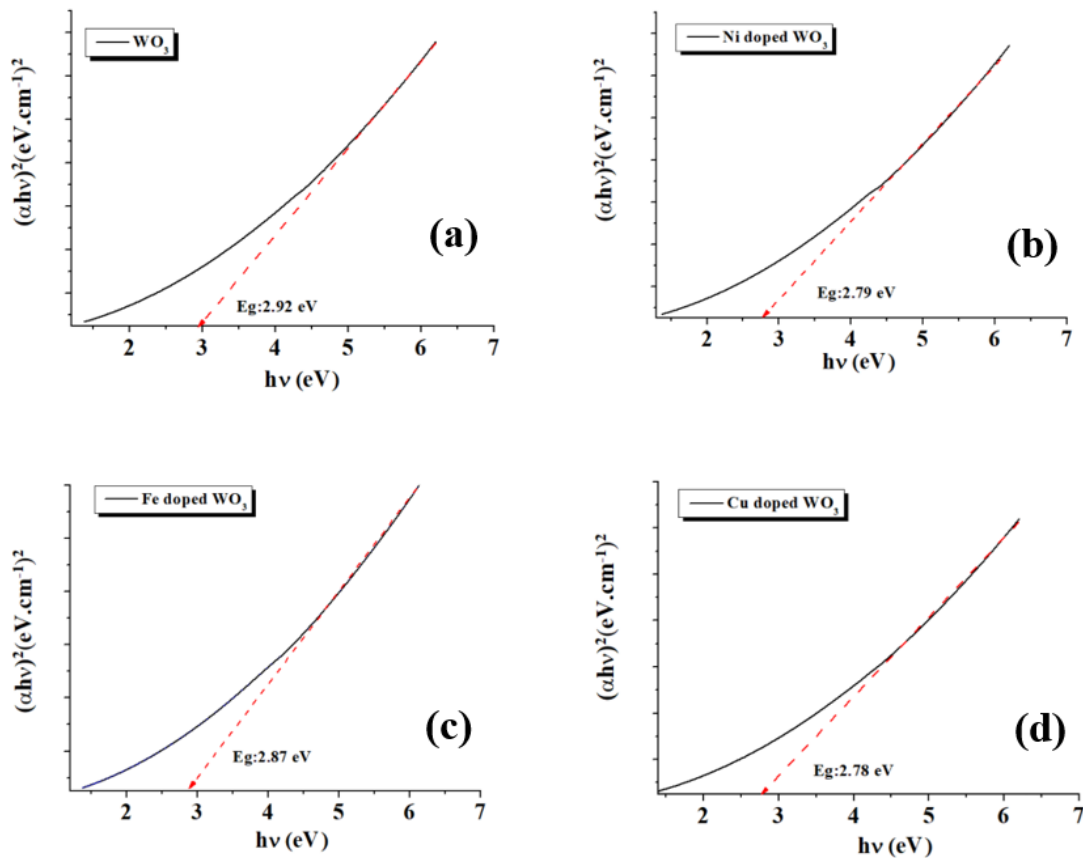 WO₃
(αhν)²(eV.cm⁻¹)²
(a)
Eg:2.92 eV
2 3 4 5 6 7
hν (eV)
Ni doped WO₃
(αhν)²(eV.cm⁻¹)²
(b)
Eg:2.79 eV
2 3 4 5 6 7
hν (eV)
Fe doped WO₃
(αhν)²(eV.cm⁻¹)²
(c)
Eg:2.87 eV
2 3 4 5 6 7
hν (eV)
Cu doped WO₃
(αhν)²(eV.cm⁻¹)²
(d)
Eg:2.78 eV
2 3 4 5 6 7
hν (eV)